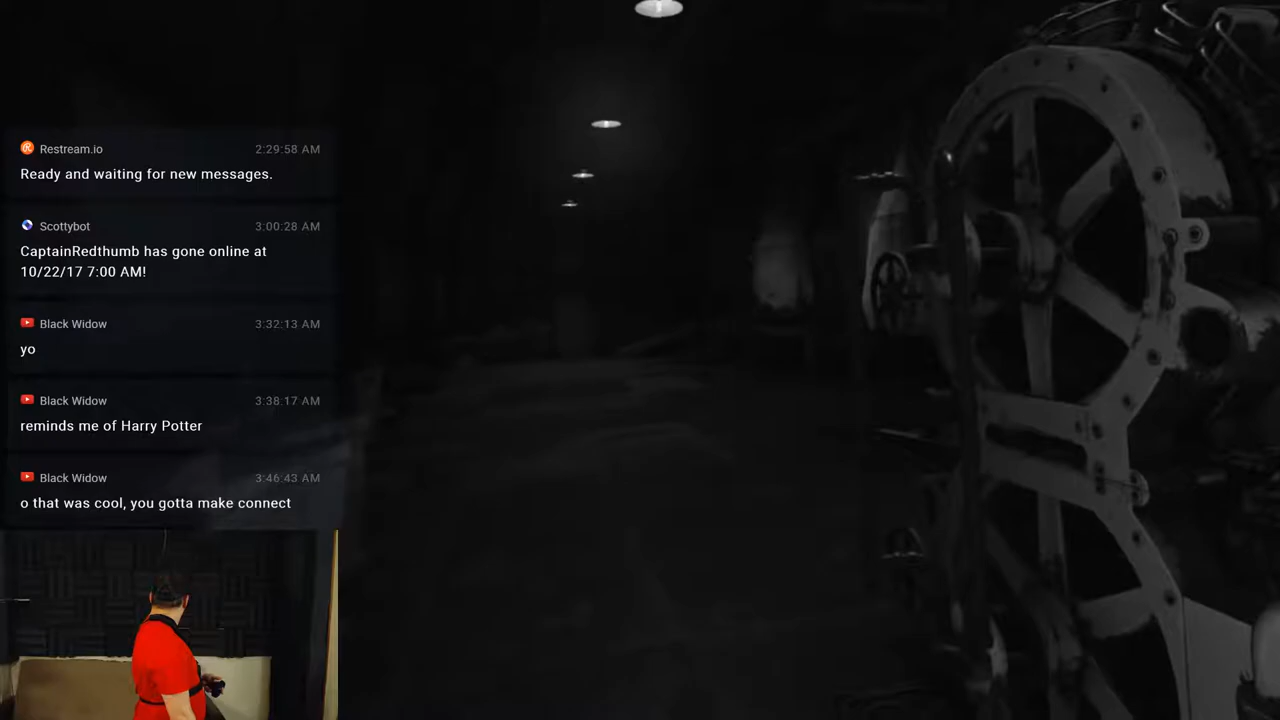 Restream.io 2:29:58 AM
Ready and waiting for new messages.
Scottybot 3:00:28 AM
CaptainRedthumb has gone online at
10/22/17 7:00 AM!
Black Widow 3:32:13 AM
yo
Black Widow 3:38:17 AM
reminds me of Harry Potter
Black Widow 3:46:43 AM
o that was cool, you gotta make connect